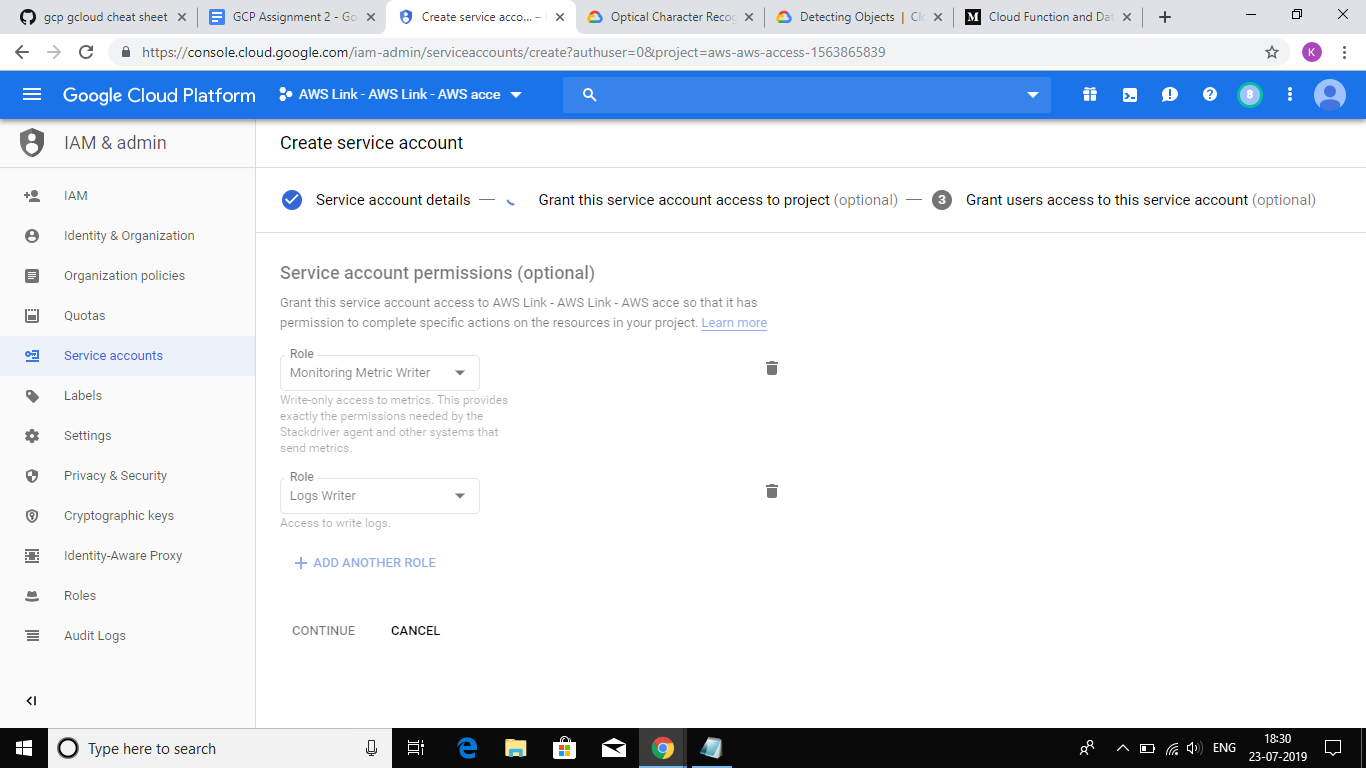 gcp gcloud cheat sheet
GCP Assignment 2 - Go
Create service acco... –
Optical Character Recog
Detecting Objects | Cl
Cloud Function and Dat
https://console.cloud.google.com/iam-admin/serviceaccounts/create?authuser=0&project=aws-aws-access-1563865839
K
Google Cloud Platform
AWS Link - AWS Link - AWS acce
8
IAM & admin
Create service account
IAM
Identity & Organization
Organization policies
Quotas
Service accounts
Labels
Settings
Privacy & Security
Cryptographic keys
Identity-Aware Proxy
Roles
Audit Logs
Service account details
Grant this service account access to project (optional)
3 Grant users access to this service account (optional)
Service account permissions (optional)
Grant this service account access to AWS Link - AWS Link - AWS acce so that it has
permission to complete specific actions on the resources in your project. Learn more
Role
Monitoring Metric Writer
Write-only access to metrics. This provides
exactly the permissions needed by the
Stackdriver agent and other systems that
send metrics.
Role
Logs Writer
Access to write logs.
ADD ANOTHER ROLE
CONTINUE CANCEL
Type here to search
ENG
18:30
23-07-2019